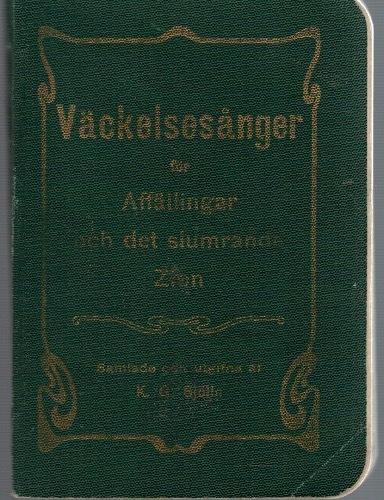 Väckelsesånger
för
Affällingar
och det slumrande
Zion
Samlade och utgifna af
K. G. Sjölin